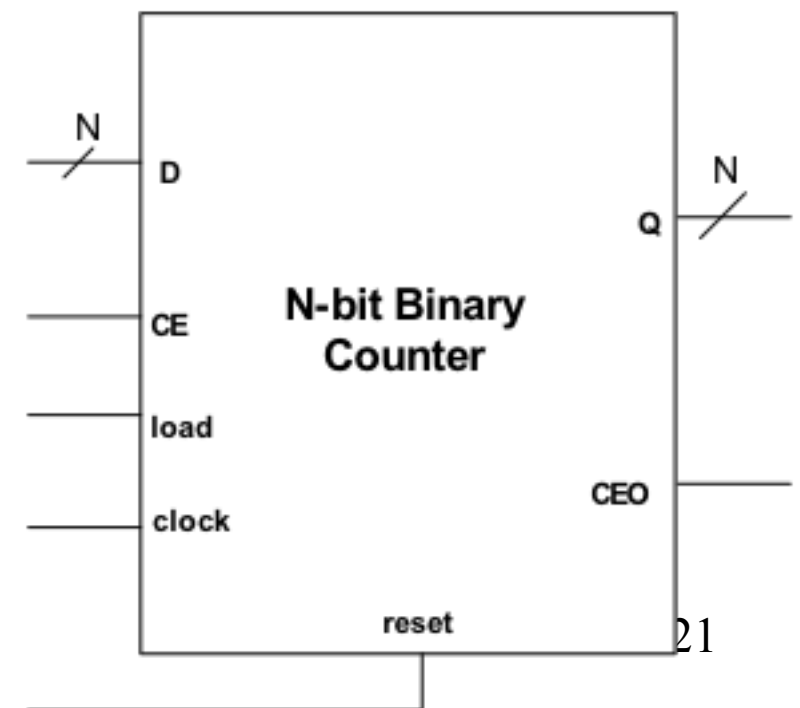 N
D
N
Q
N-bit Binary
Counter
CE
load
CEO
clock
reset
21